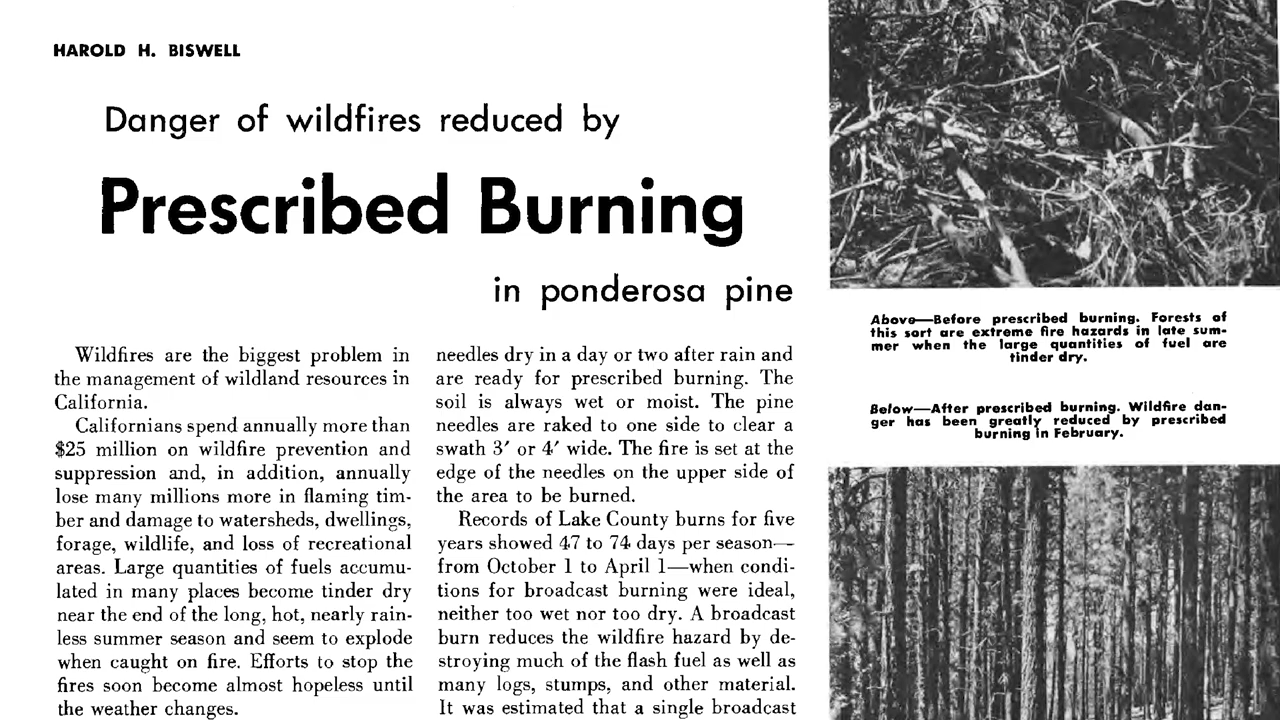 HAROLD H. BISWELL
Danger of wildfires reduced by
Prescribed Burning
in ponderosa pine
Wildfires are the biggest problem in
the management of wildland resources in
California.
Californians spend annually more than
$25 million on wildfire prevention and
suppression and, in addition, annually
lose many millions more in flaming tim-
ber and damage to watersheds, dwellings,
forage, wildlife, and loss of recreational
areas. Large quantities of fuels accumu-
lated in many places become tinder dry
near the end of the long, hot, nearly rain-
less summer season and seem to explode
when caught on fire. Efforts to stop the
fires soon become almost hopeless until
the weather changes.
needles dry in a day or two after rain and
are ready for prescribed burning. The
soil is always wet or moist. The pine
needles are raked to one side to clear a
swath 3′ or 4′ wide. The fire is set at the
edge of the needles on the upper side of
the area to be burned.
Records of Lake County burns for five
years showed 47 to 74 days per season—
from October 1 to April 1—when condi-
tions for broadcast burning were ideal,
neither too wet nor too dry. A broadcast
burn reduces the wildfire hazard by de-
stroying much of the flash fuel as well as
many logs, stumps, and other material.
It was estimated that a single broadcast
Above—Before prescribed burning. Forests of
this sort are extreme fire hazards in late sum-
mer when the large quantities of fuel are
tinder dry.
Below—After prescribed burning. Wildfire dan-
ger has been greatly reduced by prescribed
burning in February.